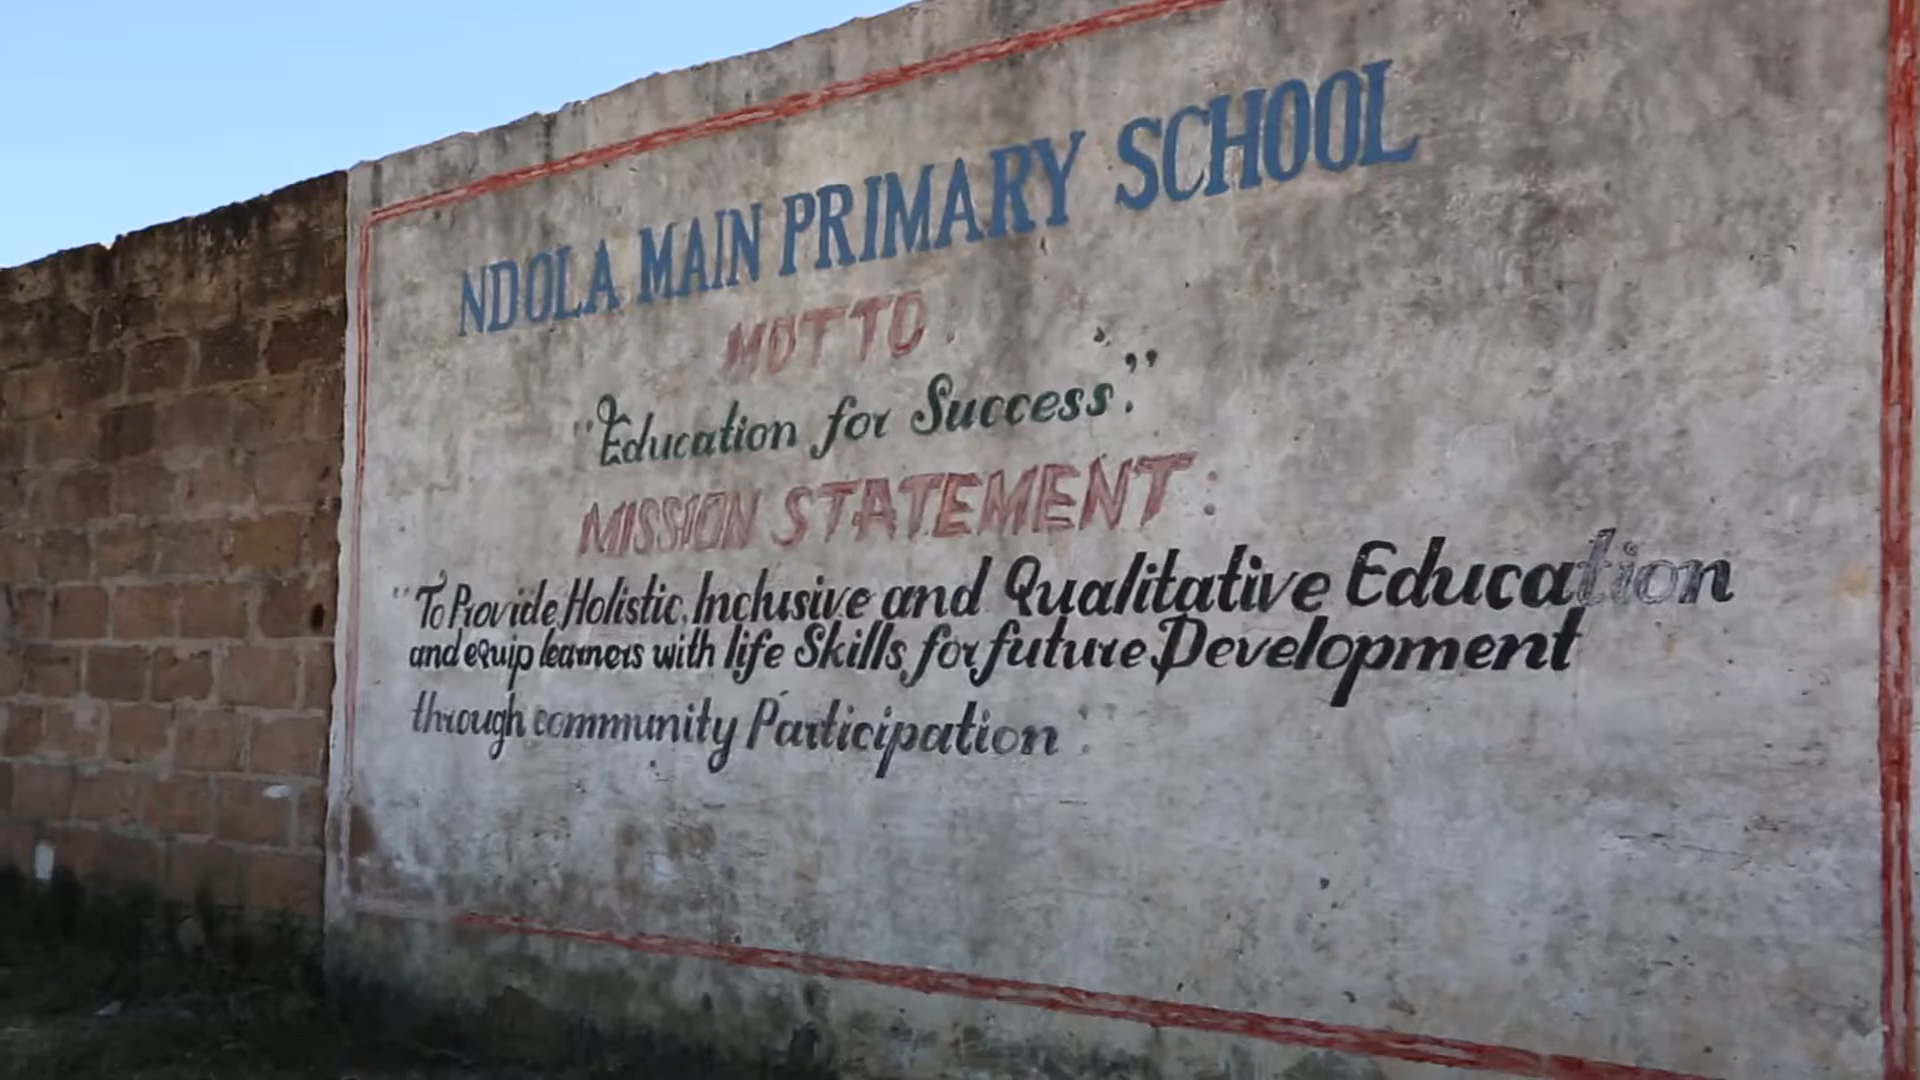 NDOLA MAIN PRIMARY SCHOOL
MOTTO.
"Education for Success."
MISSION STATEMENT:
"To Provide Holistic, Inclusive and Qualitative Education
and equip learners with life Skills for future Development
through community Participation."